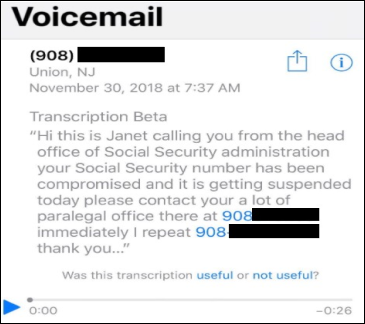 Voicemail
(908)
Union, NJ
November 30, 2018 at 7:37 AM
Transcription Beta
“Hi this is Janet calling you from the head
office of Social Security administration
your Social Security number has been
compromised and it is getting suspended
today please contact your a lot of
paralegal office there at 908
immediately I repeat 908-
thank you...”
Was this transcription useful or not useful?
0:00 −0:26